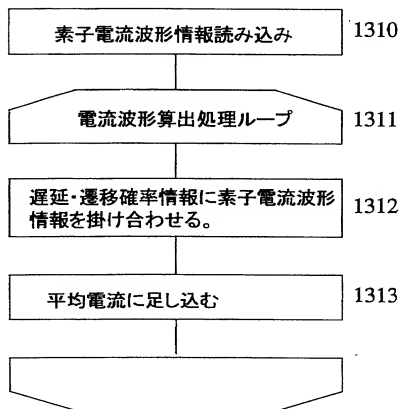 素子電流波形情報読み込み 1310
電流波形算出処理ループ 1311
遅延・遷移確率情報に素子電流波形 1312
情報を掛け合わせる。
平均電流に足し込む 1313